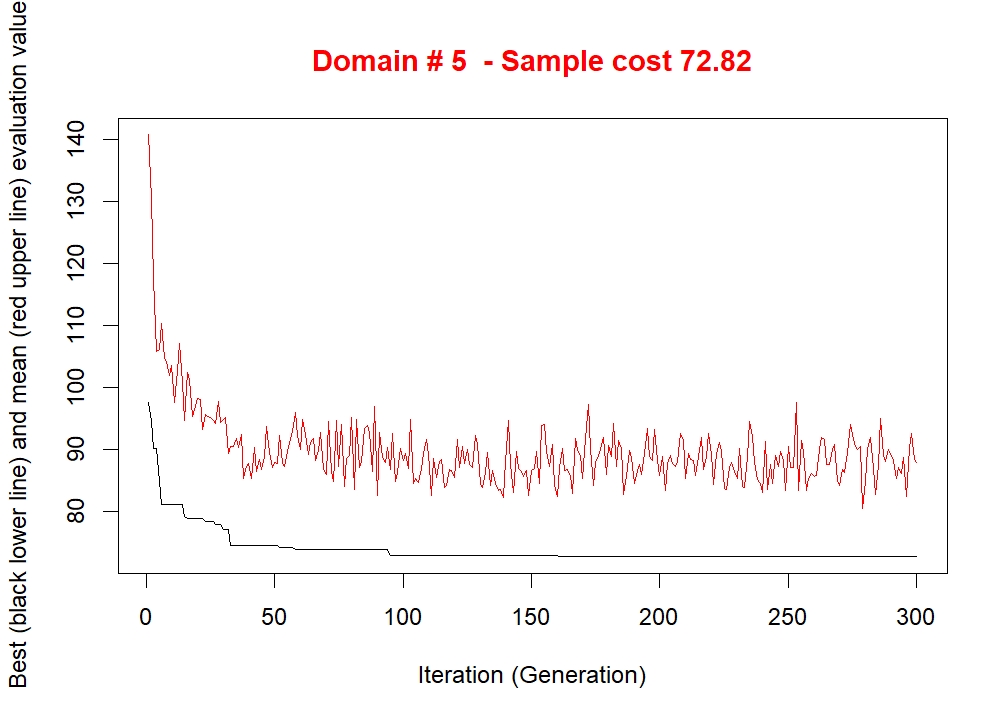 Domain # 5  - Sample cost 72.82
Best (black lower line) and mean (red upper line) evaluation value
140
130
120
110
100
90
80
0 50 100 150 200 250 300
Iteration (Generation)